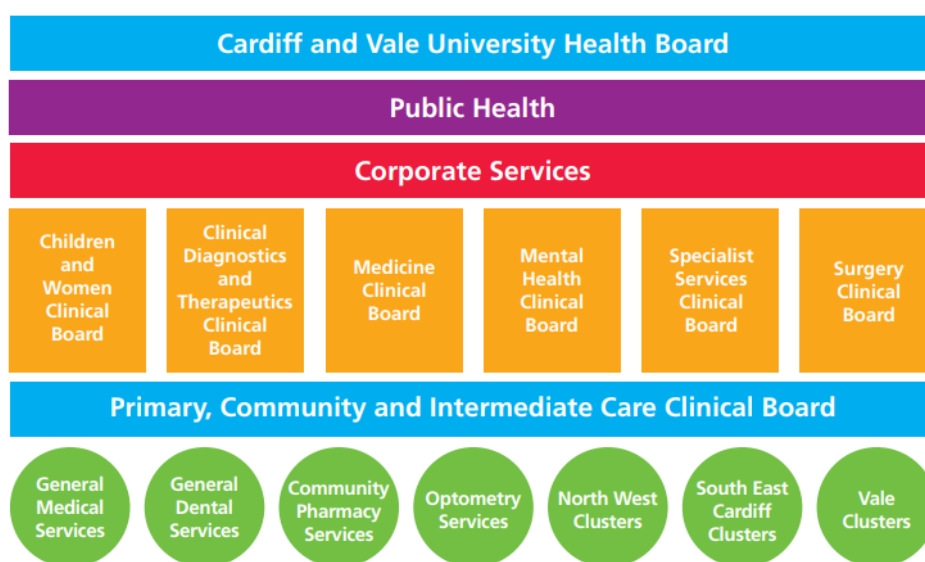 Cardiff and Vale University Health Board
Public Health
Corporate Services
Children
and
Women
Clinical
Board
Clinical
Diagnostics
and
Therapeutics
Clinical
Board
Medicine
Clinical
Board
Mental
Health
Clinical
Board
Specialist
Services
Clinical
Board
Surgery
Clinical
Board
Primary, Community and Intermediate Care Clinical Board
General
Medical
Services
General
Dental
Services
Community
Pharmacy
Services
Optometry
Services
North West
Clusters
South East
Cardiff
Clusters
Vale
Clusters